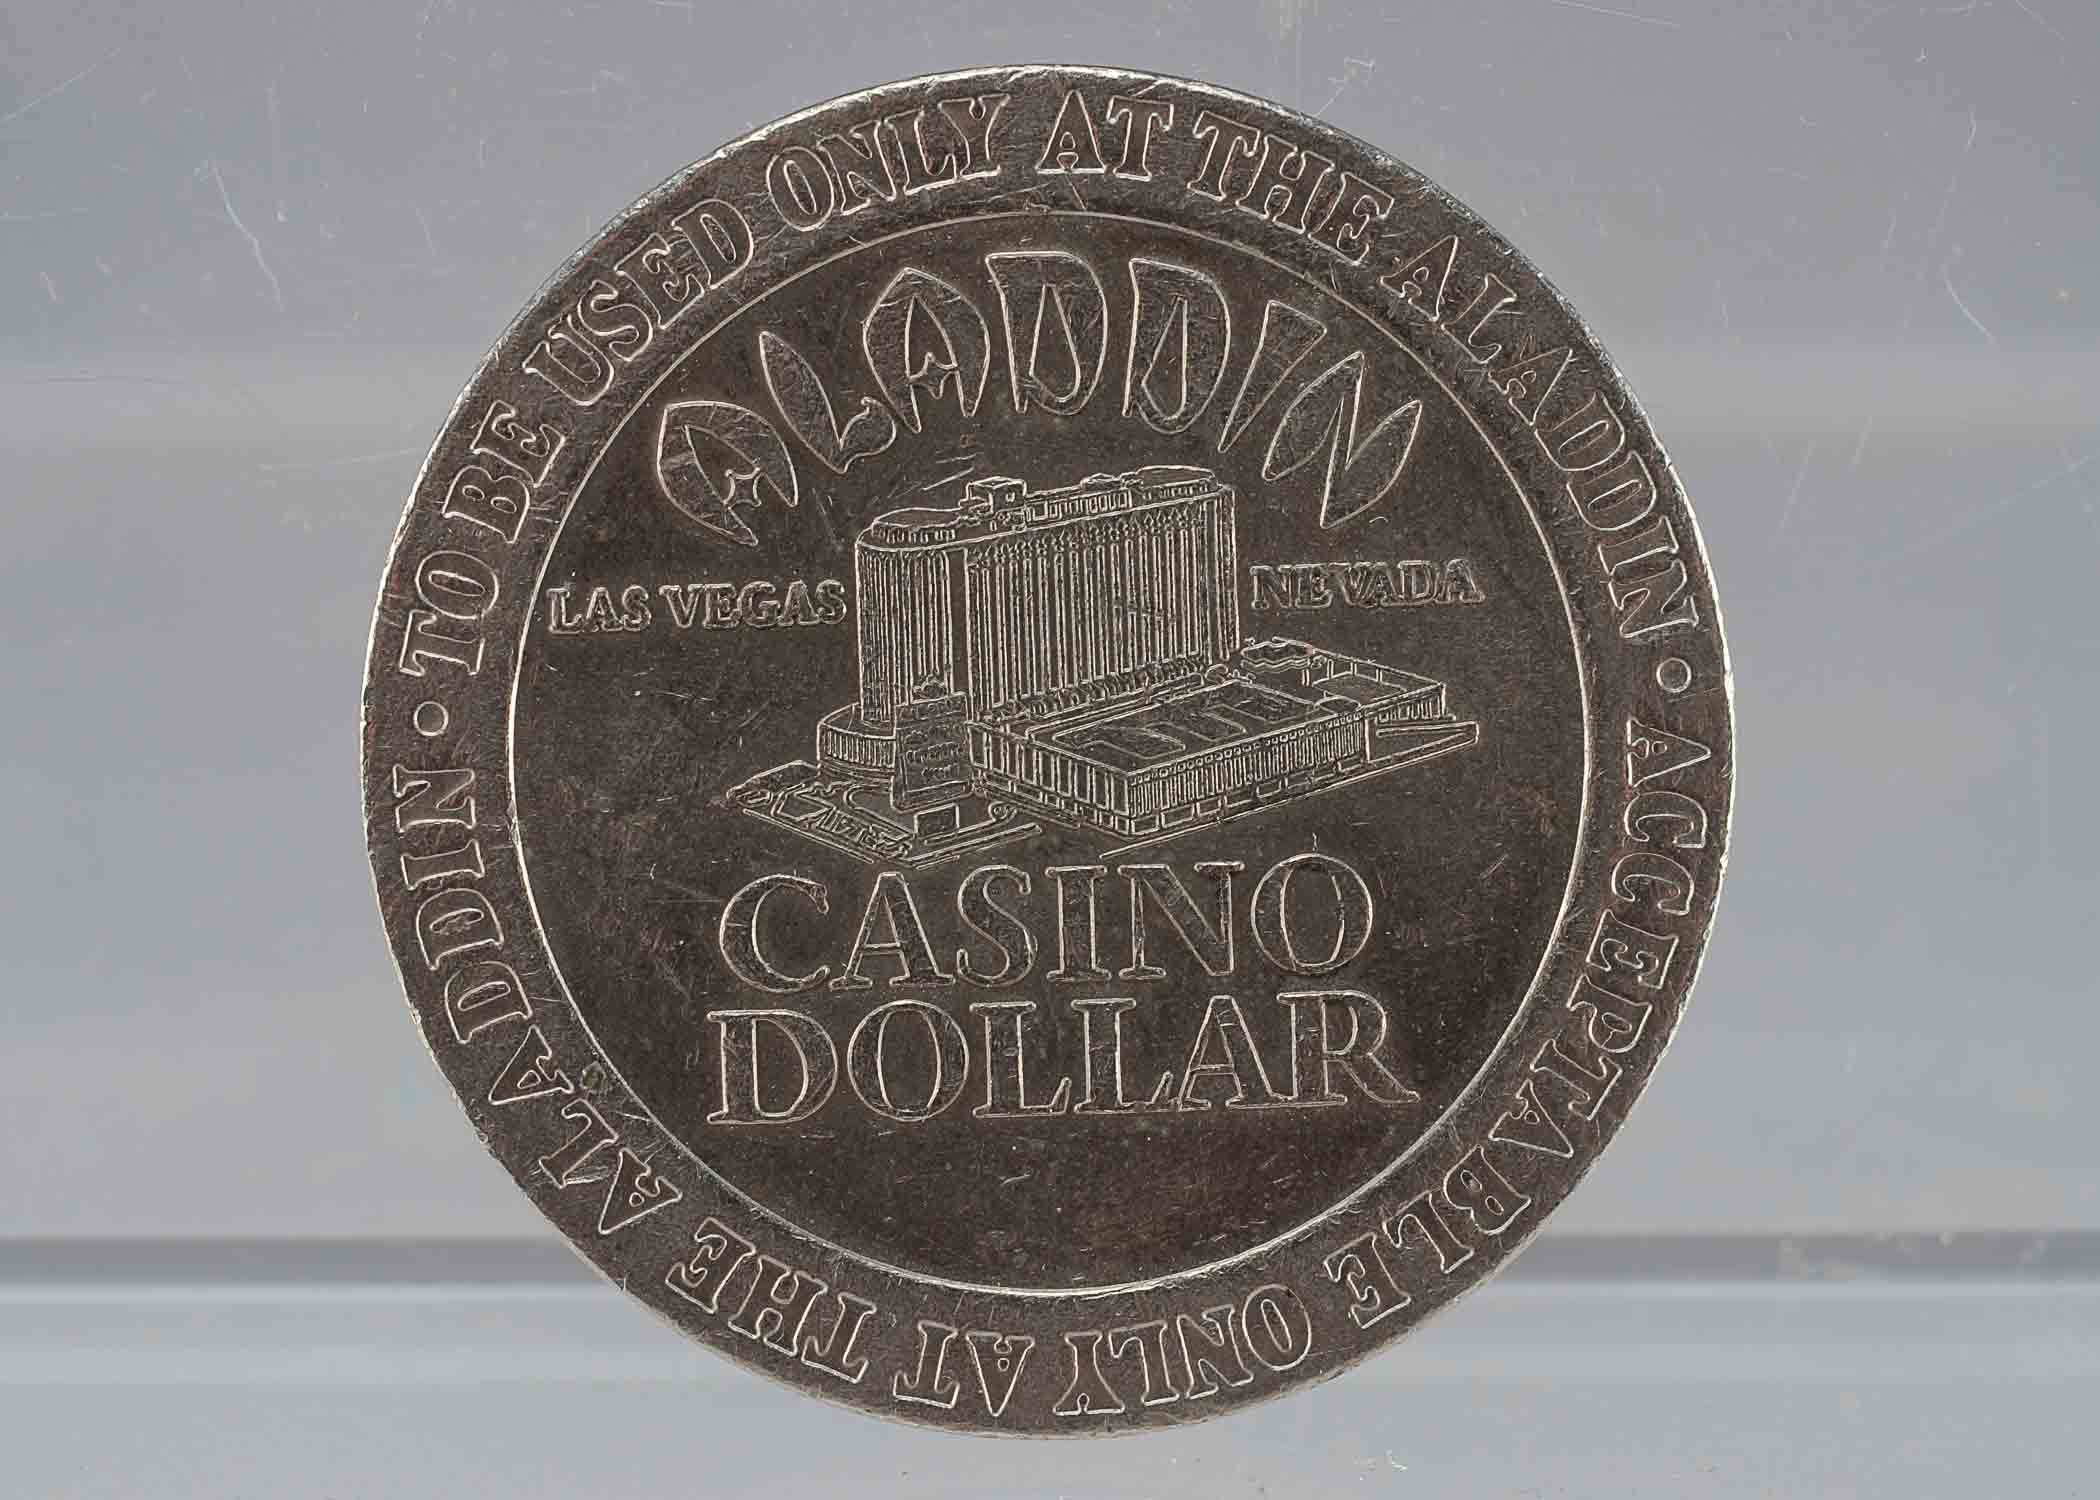 TO BE USED ONLY AT THE ALADDIN
ACCEPTABLE ONLY AT THE ALADDIN
ALADDIN
LAS VEGAS NEVADA
CASINO
DOLLAR